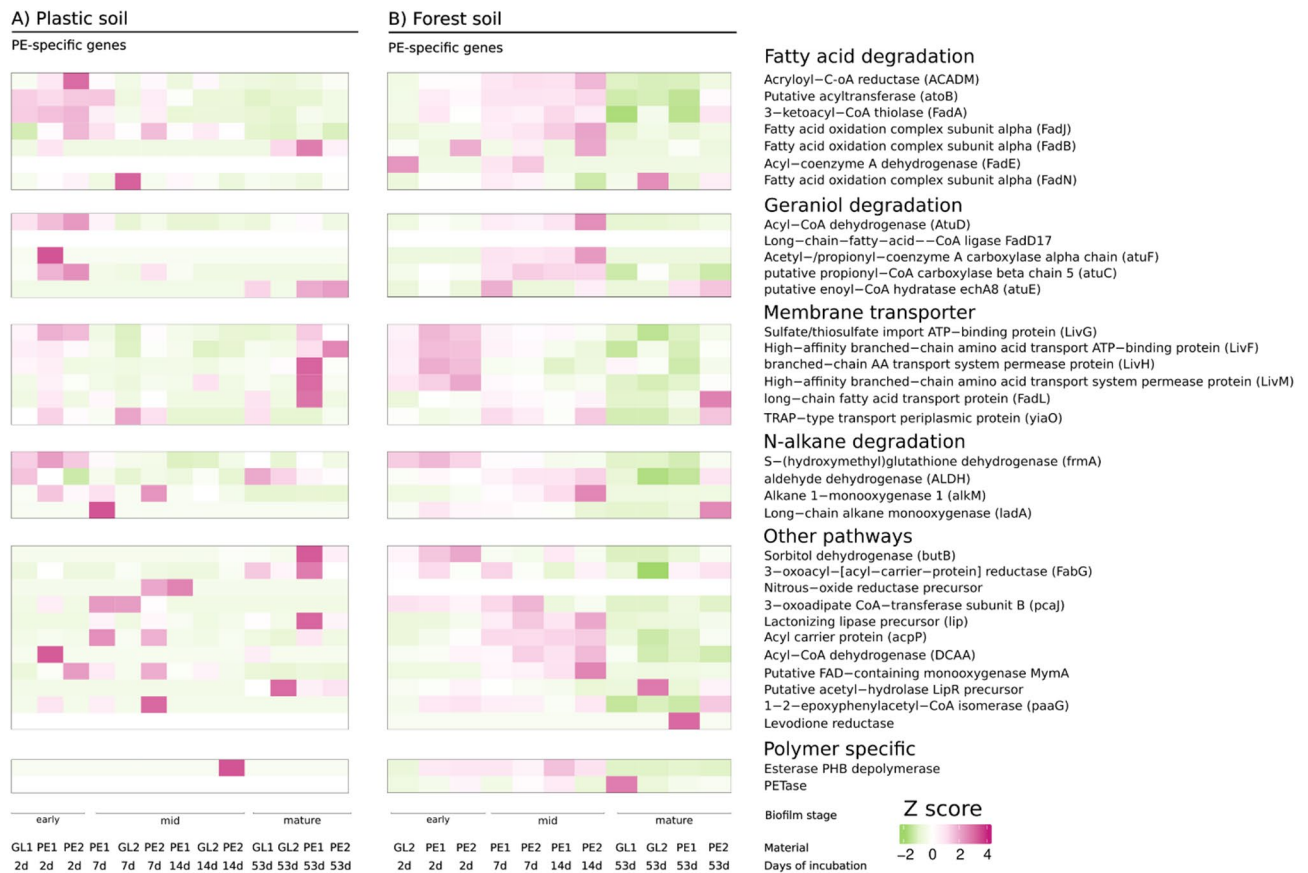 A) Plastic soil
PE-specific genes
B) Forest soil
PE-specific genes
Fatty acid degradation
Acryloyl−C-oA reductase (ACADM)
Putative acyltransferase (atoB)
3−ketoacyl−CoA thiolase (FadA)
Fatty acid oxidation complex subunit alpha (FadJ)
Fatty acid oxidation complex subunit alpha (FadB)
Acyl−coenzyme A dehydrogenase (FadE)
Fatty acid oxidation complex subunit alpha (FadN)
Geraniol degradation
Acyl−CoA dehydrogenase (AtuD)
Long−chain−fatty−acid−−CoA ligase FadD17
Acetyl−/propionyl−coenzyme A carboxylase alpha chain (atuF)
putative propionyl−CoA carboxylase beta chain 5 (atuC)
putative enoyl−CoA hydratase echA8 (atuE)
Membrane transporter
Sulfate/thiosulfate import ATP−binding protein (LivG)
High−affinity branched−chain amino acid transport ATP−binding protein (LivF)
branched−chain AA transport system permease protein (LivH)
High−affinity branched−chain amino acid transport system permease protein (LivM)
long−chain fatty acid transport protein (FadL)
TRAP−type transport periplasmic protein (yiaO)
N-alkane degradation
S−(hydroxymethyl)glutathione dehydrogenase (frmA)
aldehyde dehydrogenase (ALDH)
Alkane 1−monooxygenase 1 (alkM)
Long−chain alkane monooxygenase (ladA)
Other pathways
Sorbitol dehydrogenase (butB)
3−oxoacyl−[acyl−carrier−protein] reductase (FabG)
Nitrous−oxide reductase precursor
3−oxoadipate CoA−transferase subunit B (pcaJ)
Lactonizing lipase precursor (lip)
Acyl carrier protein (acpP)
Acyl−CoA dehydrogenase (DCAA)
Putative FAD−containing monooxygenase MymA
Putative acetyl−hydrolase LipR precursor
1−2−epoxyphenylacetyl−CoA isomerase (paaG)
Levodione reductase
Polymer specific
Esterase PHB depolymerase
PETase
early mid mature
GL1 PE1 PE2 PE1 GL2 PE2 PE1 GL2 PE2 GL1 GL2 PE1 PE2
2d 2d 2d 7d 7d 7d 14d 14d 14d 53d 53d 53d 53d
early mid mature
GL2 PE1 PE2 PE1 PE2 PE1 PE2 GL1 GL2 PE1 PE2
2d 2d 2d 7d 7d 14d 14d 53d 53d 53d 53d
Biofilm stage
Material
Days of incubation
Z score
−2 0 2 4